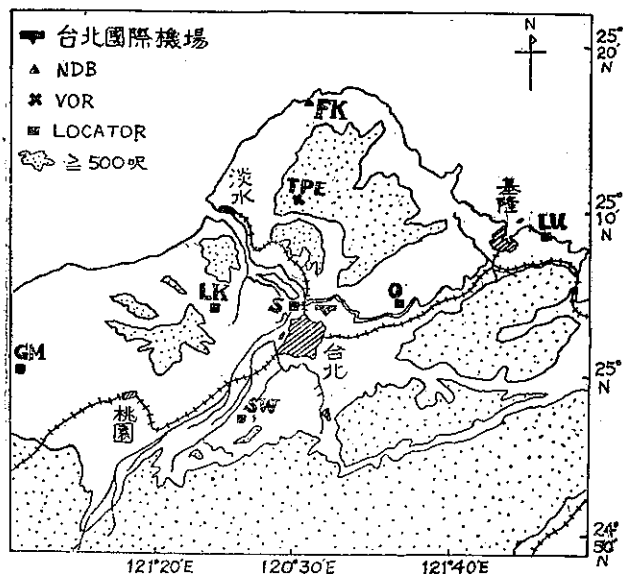 台北國際機場
NDB
VOR
LOCATOR
≧500呎
N
25°
20'
N
FK
淡水
TPE
基隆
LU
25°
10'
N
LK
S
O
GM
台北
25°
N
桃園
SW
24°
50'
N
121°20'E
120°30'E
121°40'E